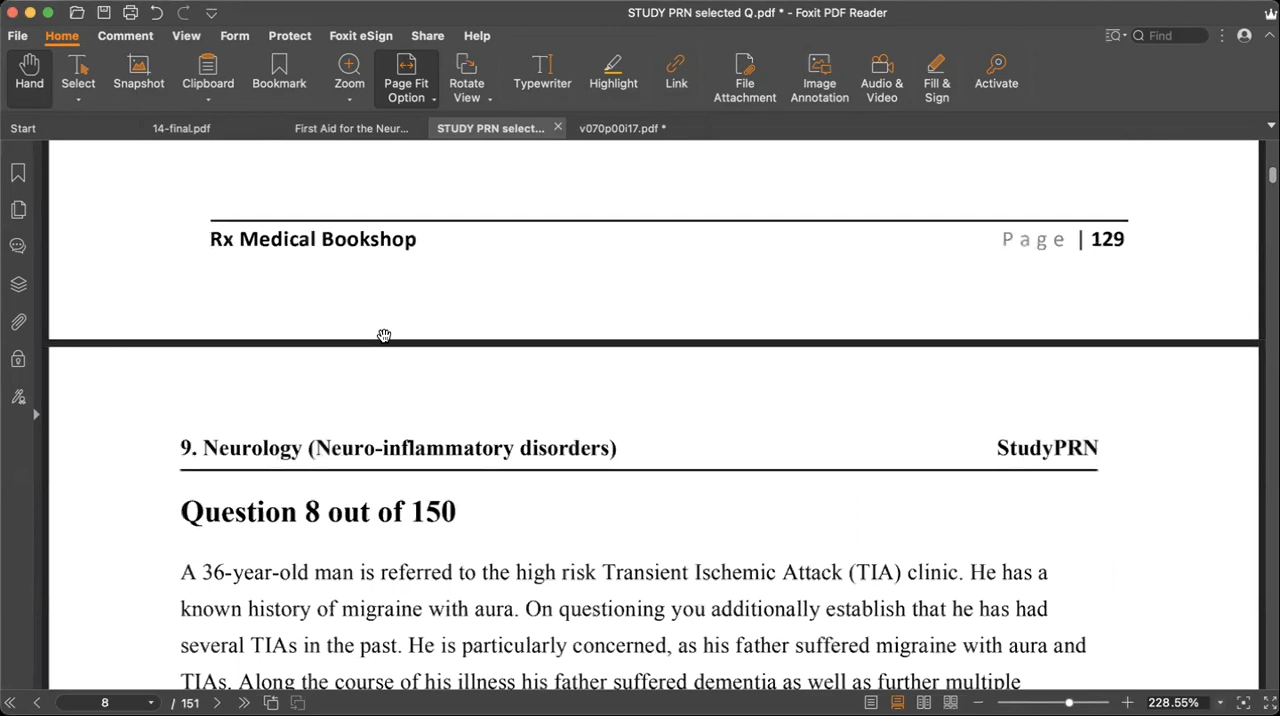 STUDY PRN selected Q.pdf * - Foxit PDF Reader
File Home Comment View Form Protect Foxit eSign Share Help Find
Hand Select Snapshot Clipboard Bookmark Zoom Page Fit Option Rotate View Typewriter Highlight Link File Attachment Image Annotation Audio & Video Fill & Sign Activate
Start 14-final.pdf First Aid for the Neur... STUDY PRN select... v070p00i17.pdf *
Rx Medical Bookshop Page | 129
9. Neurology (Neuro-inflammatory disorders) StudyPRN
Question 8 out of 150
A 36-year-old man is referred to the high risk Transient Ischemic Attack (TIA) clinic. He has a
known history of migraine with aura. On questioning you additionally establish that he has had
several TIAs in the past. He is particularly concerned, as his father suffered migraine with aura and
TIAs. Along the course of his illness his father suffered dementia as well as further multiple
8 / 151 228.55%